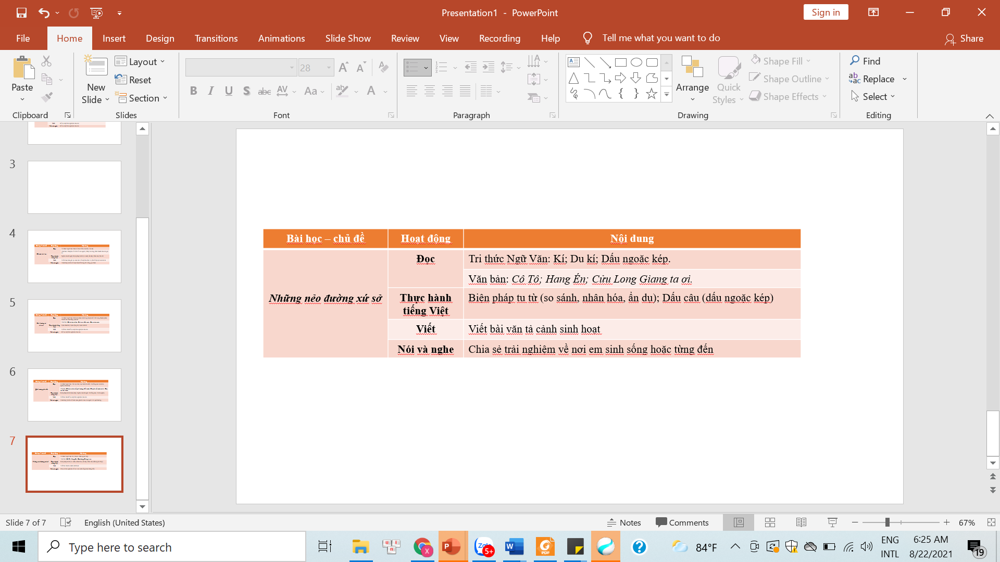 Presentation1 - PowerPoint
Sign in
File Home Insert Design Transitions Animations Slide Show Review View Recording Help Tell me what you want to do Share
Paste
Clipboard
New Slide
Layout
Reset
Section
Slides
28
Font
Paragraph
Arrange
Quick Styles
Shape Fill
Shape Outline
Shape Effects
Drawing
Find
Replace
Select
Editing
3
4
5
6
7
Bài học – chủ đề Hoạt động Nội dung
Đọc Tri thức Ngữ Văn: Kí; Du kí; Dấu ngoặc kép.
Văn bản: Cô Tô; Hang Én; Cửu Long Giang ta ơi.
Những nẻo đường xứ sở Thực hành tiếng Việt Biện pháp tu từ (so sánh, nhân hóa, ẩn dụ); Dấu câu (dấu ngoặc kép)
Viết Viết bài văn tả cảnh sinh hoạt
Nói và nghe Chia sẻ trải nghiệm về nơi em sinh sống hoặc từng đến
Slide 7 of 7 English (United States) Notes Comments 67%
Type here to search
5+
84°F
ENG
INTL
6:25 AM
8/22/2021
19